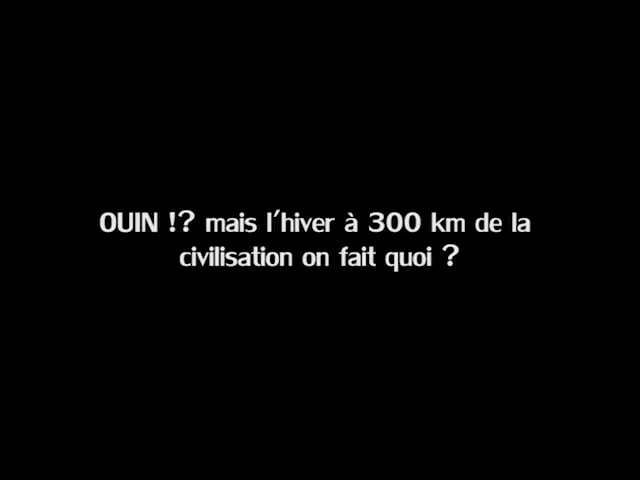 OUIN !? mais l'hiver à 300 km de la
civilisation on fait quoi ?